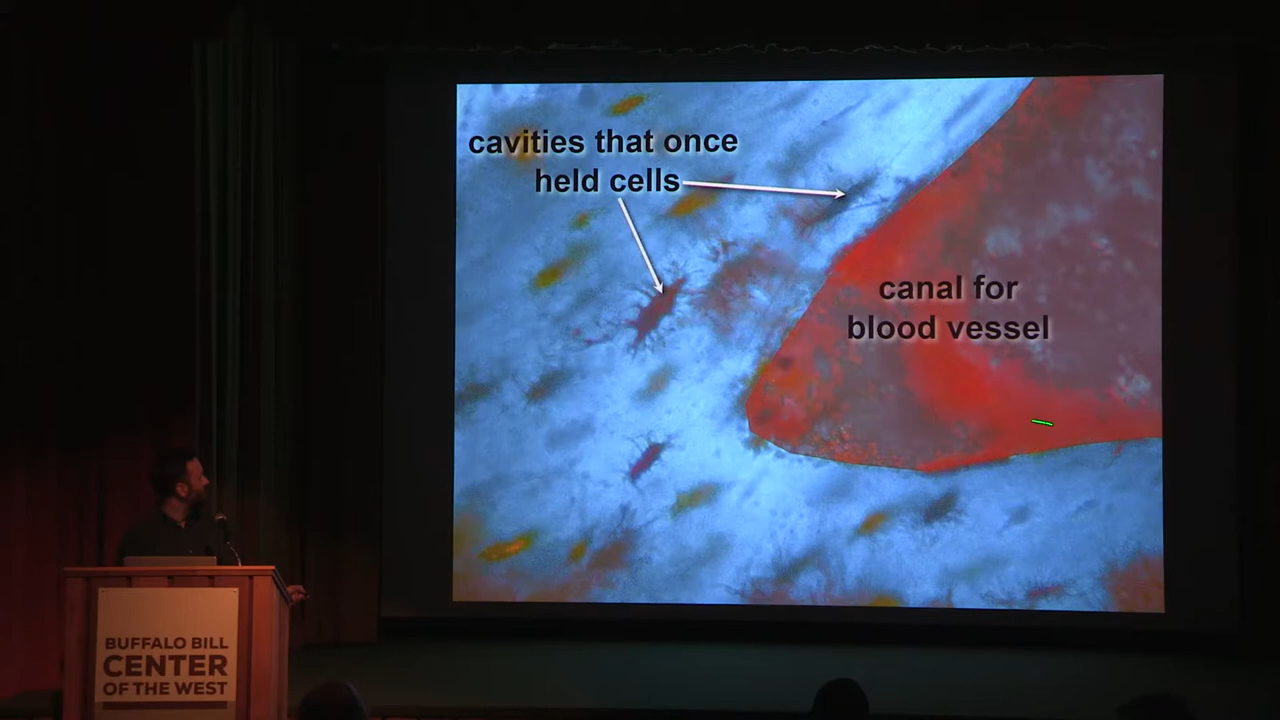 cavities that once
held cells
canal for
blood vessel
BUFFALO BILL
CENTER
OF THE WEST